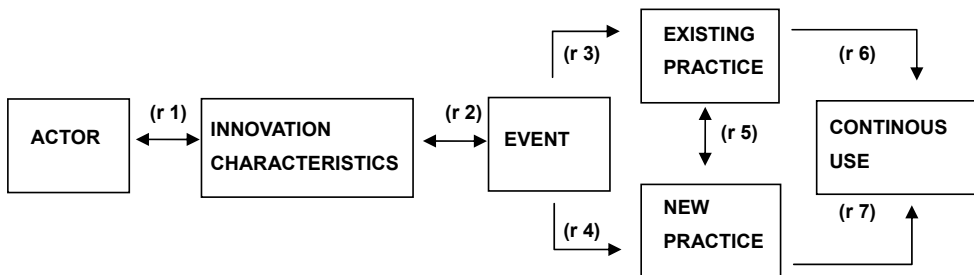 ACTOR
(r 1)
INNOVATION
CHARACTERISTICS
(r 2)
EVENT
(r 3)
EXISTING
PRACTICE
(r 4)
NEW
PRACTICE
(r 5)
(r 6)
(r 7)
CONTINOUS
USE